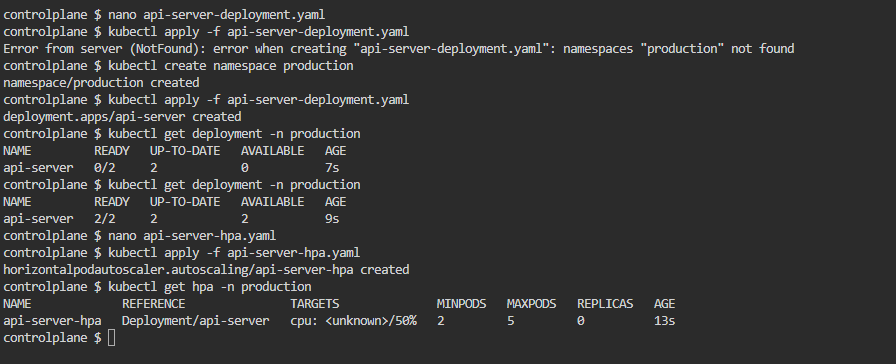 controlplane $ nano api-server-deployment.yaml
controlplane $ kubectl apply -f api-server-deployment.yaml
Error from server (NotFound): error when creating "api-server-deployment.yaml": namespaces "production" not found
controlplane $ kubectl create namespace production
namespace/production created
controlplane $ kubectl apply -f api-server-deployment.yaml
deployment.apps/api-server created
controlplane $ kubectl get deployment -n production
NAME         READY   UP-TO-DATE   AVAILABLE   AGE
api-server   0/2     2            0           7s
controlplane $ kubectl get deployment -n production
NAME         READY   UP-TO-DATE   AVAILABLE   AGE
api-server   2/2     2            2           9s
controlplane $ nano api-server-hpa.yaml
controlplane $ kubectl apply -f api-server-hpa.yaml
horizontalpodautoscaler.autoscaling/api-server-hpa created
controlplane $ kubectl get hpa -n production
NAME             REFERENCE               TARGETS              MINPODS   MAXPODS   REPLICAS   AGE
api-server-hpa   Deployment/api-server   cpu: <unknown>/50%   2         5         0          13s
controlplane $